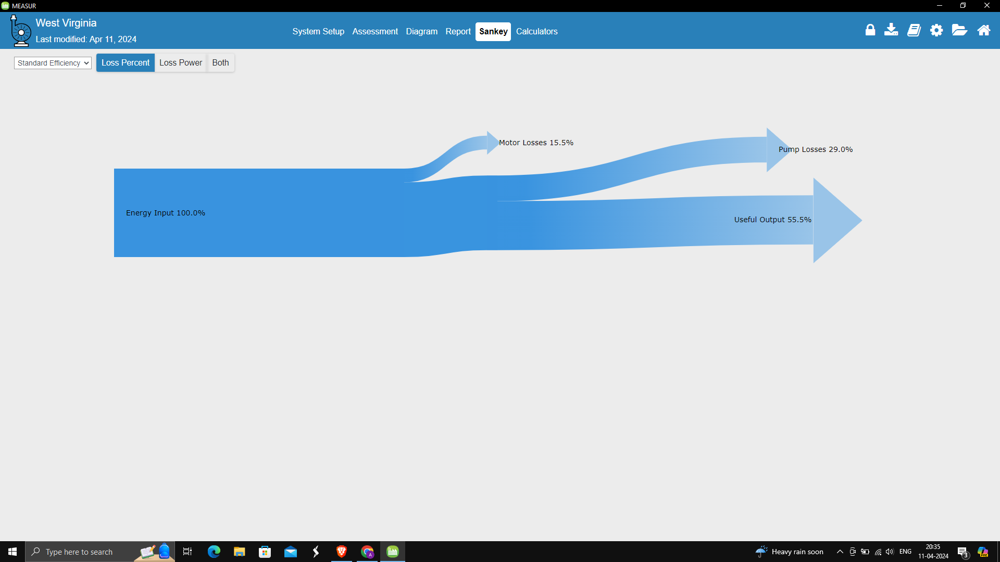 MEASUR
West Virginia
Last modified: Apr 11, 2024
System Setup Assessment Diagram Report Sankey Calculators
Standard Efficiency Loss Percent Loss Power Both
Motor Losses 15.5%
Pump Losses 29.0%
Energy Input 100.0%
Useful Output 55.5%
Type here to search
A
Heavy rain soon
ENG
20:35
11-04-2024
3
PRE